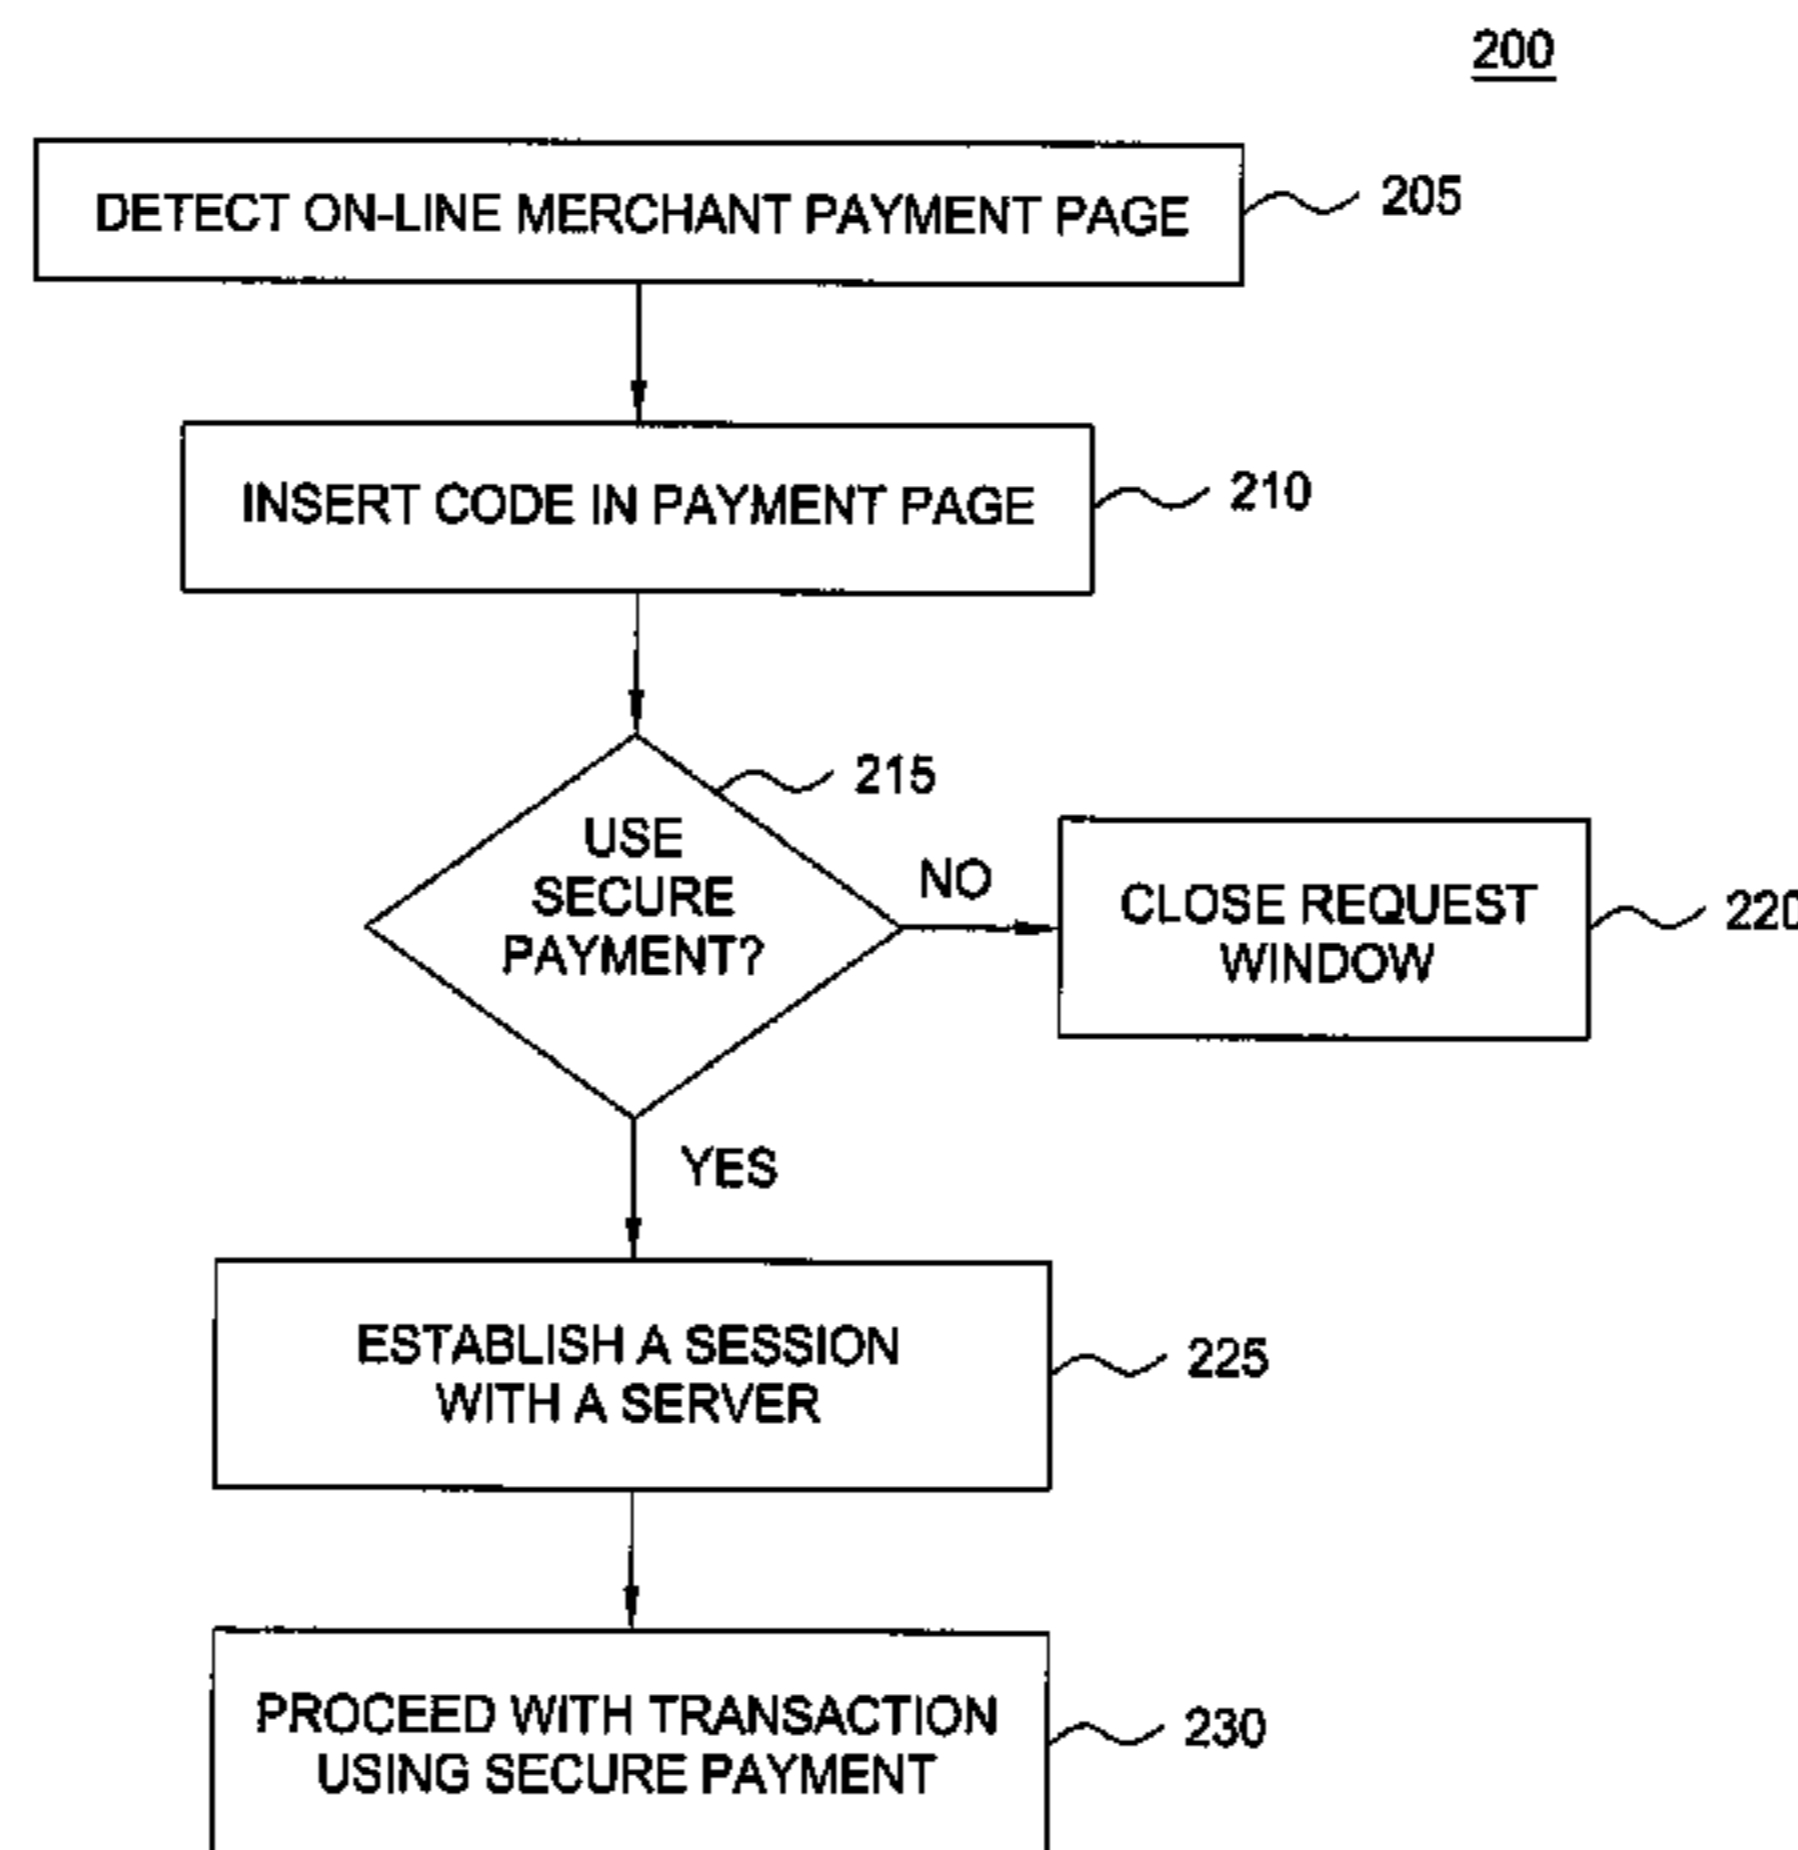 200
DETECT ON-LINE MERCHANT PAYMENT PAGE
205
INSERT CODE IN PAYMENT PAGE
210
215
USE
SECURE
PAYMENT?
NO
CLOSE REQUEST
WINDOW
220
YES
ESTABLISH A SESSION
WITH A SERVER
225
PROCEED WITH TRANSACTION
USING SECURE PAYMENT
230